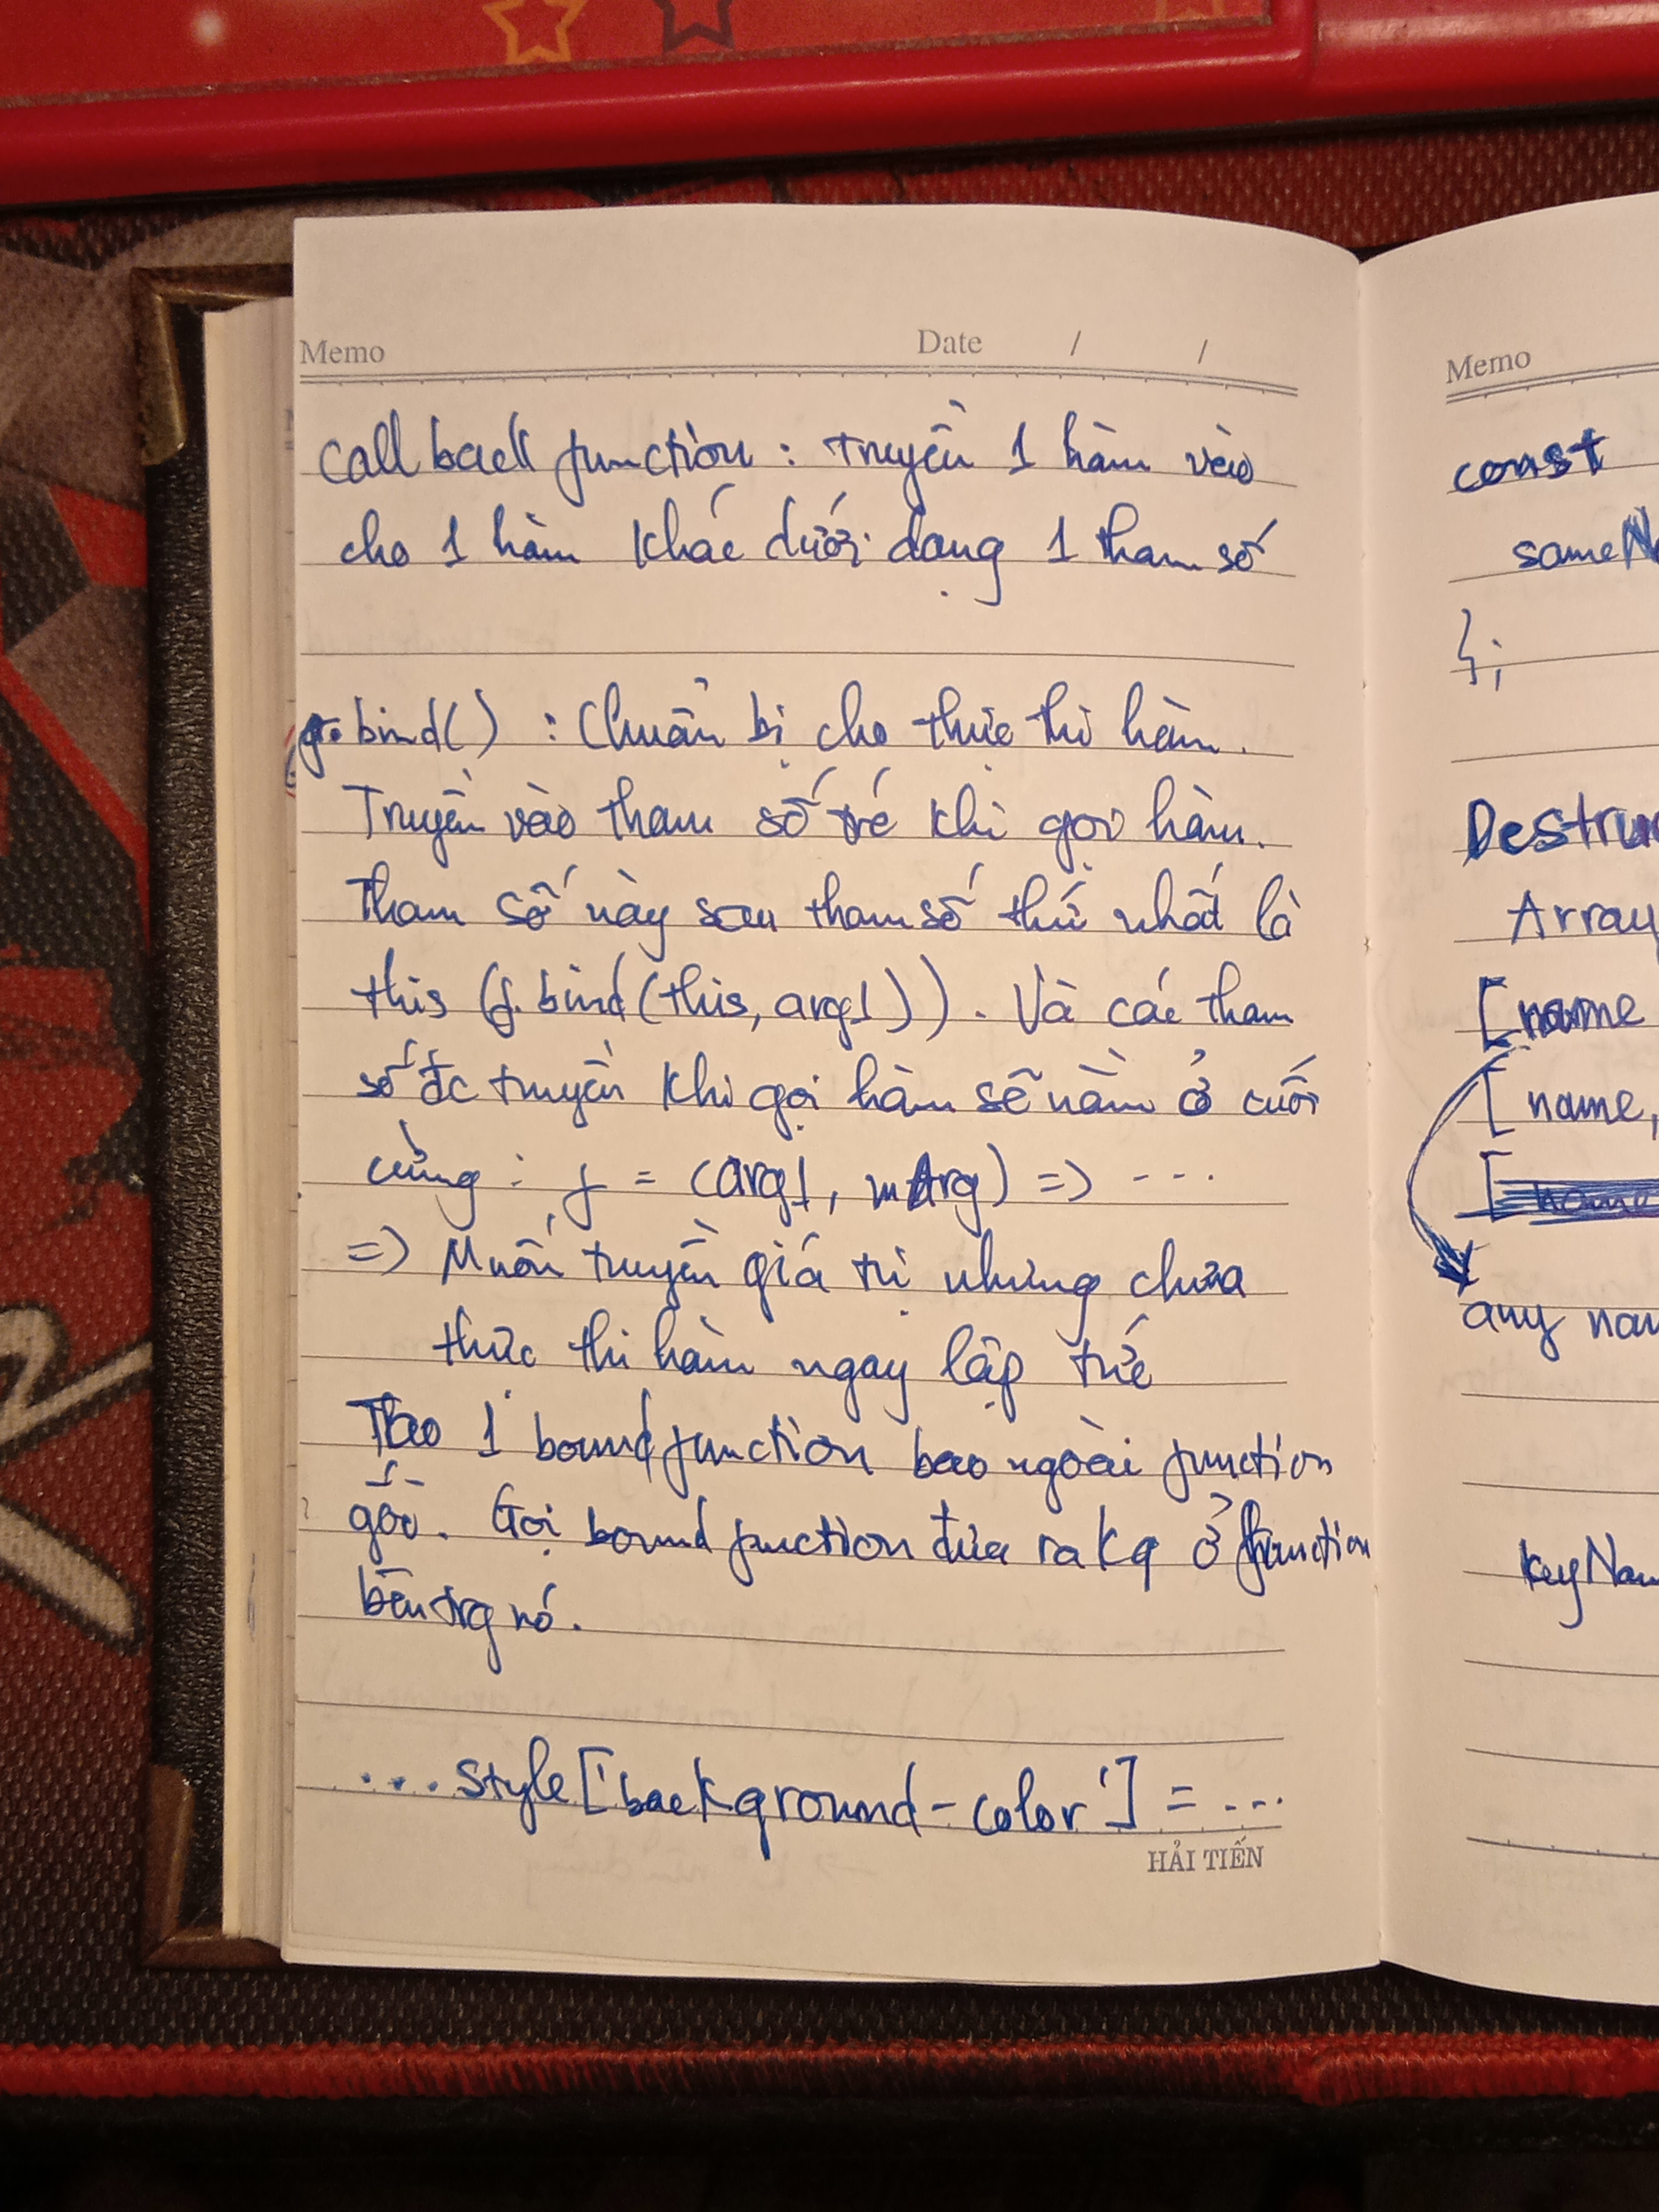 Memo Date / /
Callback function : truyền 1 hàm vào
cho 1 hàm khác dưới dạng 1 tham số
f.bind() : Chuẩn bị cho thực thi hàm.
Truyền vào tham số trc khi gọi hàm.
Tham số này sau tham số thứ nhất là
this (f.bind(this, arg1)). Và các tham
số đc truyền khi gọi hàm sẽ nằm ở cuối
cùng : f = (arg1, mArg) => ...
=> Muốn truyền giá trị nhưng chưa
thực thi hàm ngay lập tức
Tạo 1 bound function bao ngoài function
gốc. Gọi bound function đưa ra kq ở function
bên trg nó.
....style['background-color'] = ...
HẢI TIẾN
Memo
const
sameN
};
Destru
Array
[name
[name,
[name
any nam
keyNam